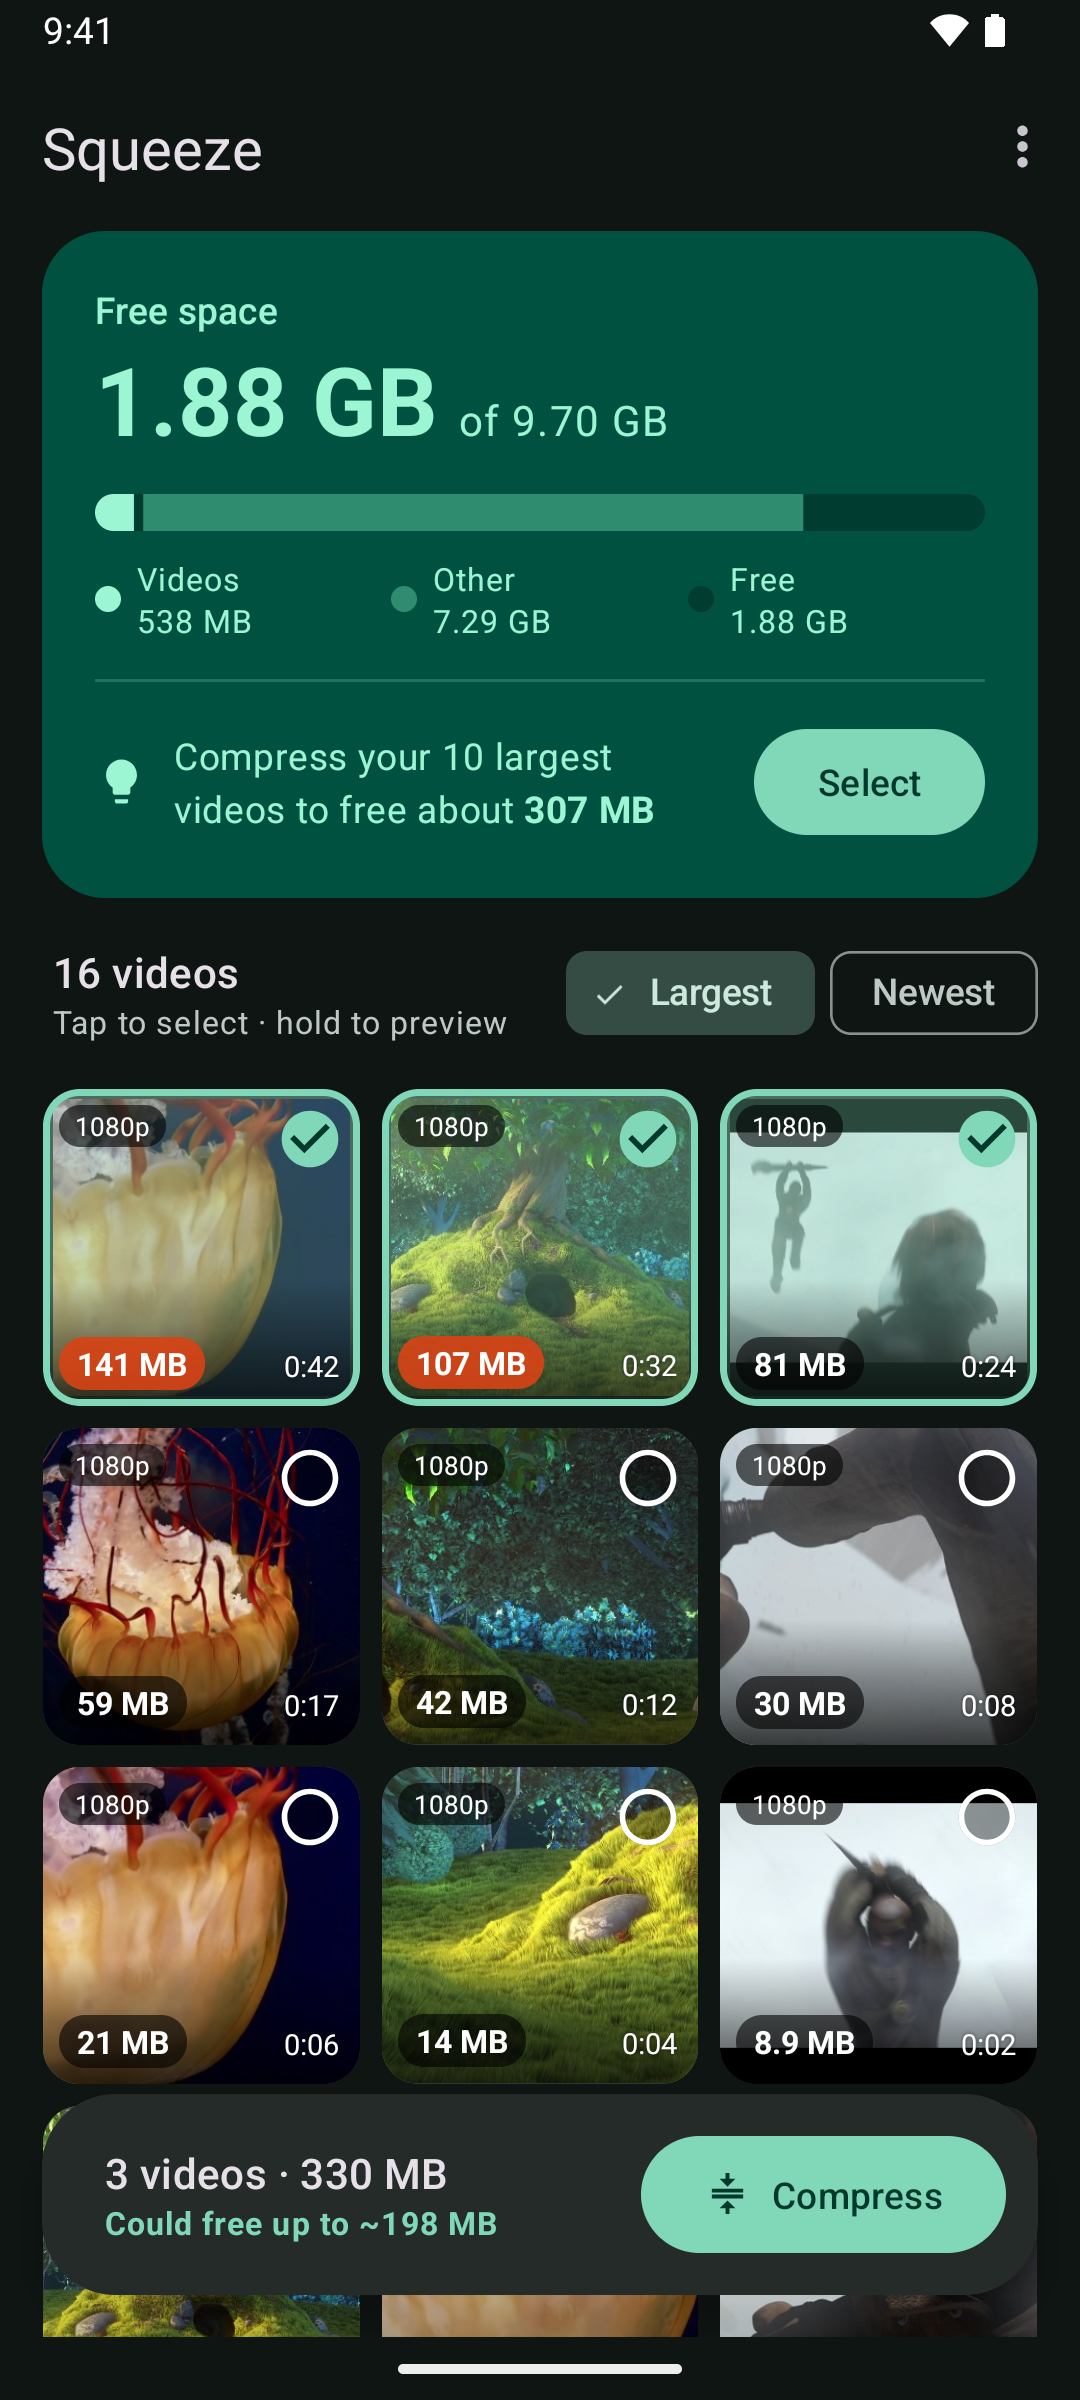 9:41
Squeeze
Free space
1.88 GB of 9.70 GB
Videos
538 MB
Other
7.29 GB
Free
1.88 GB
Compress your 10 largest
videos to free about 307 MB
Select
16 videos
Tap to select · hold to preview
Largest
Newest
1080p
141 MB
0:42
1080p
107 MB
0:32
1080p
81 MB
0:24
1080p
59 MB
0:17
1080p
42 MB
0:12
1080p
30 MB
0:08
1080p
21 MB
0:06
1080p
14 MB
0:04
1080p
8.9 MB
0:02
3 videos · 330 MB
Could free up to ~198 MB
Compress